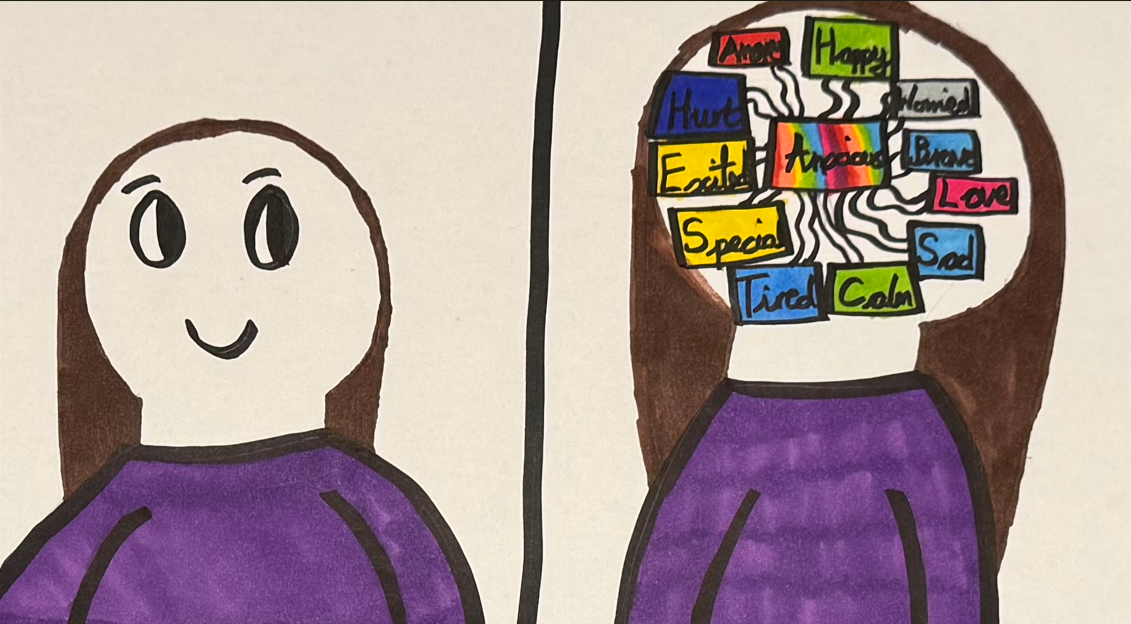 Angry
Happy
Hurt
Worried
Anxious
Brave
Excited
Love
Special
Sad
Tired
Calm